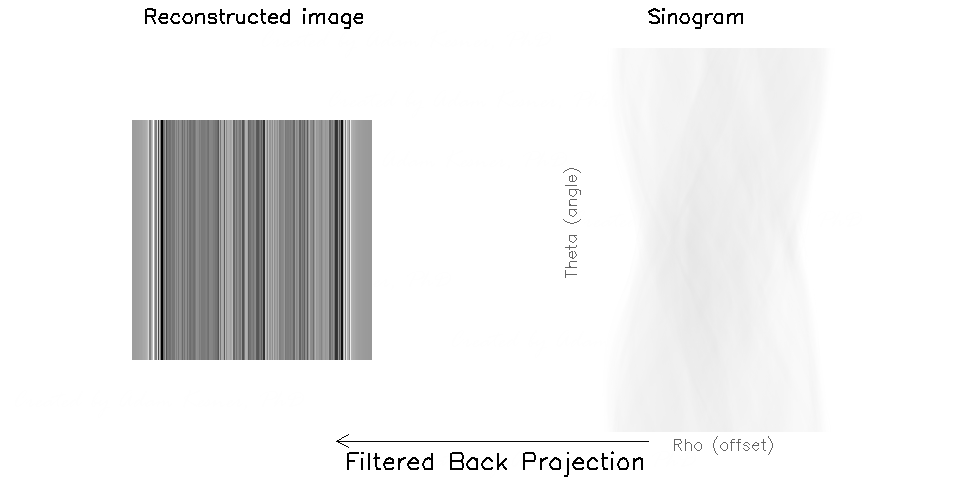 Reconstructed image
Sinogram
Theta (angle)
Rho (offset)
Filtered Back Projection